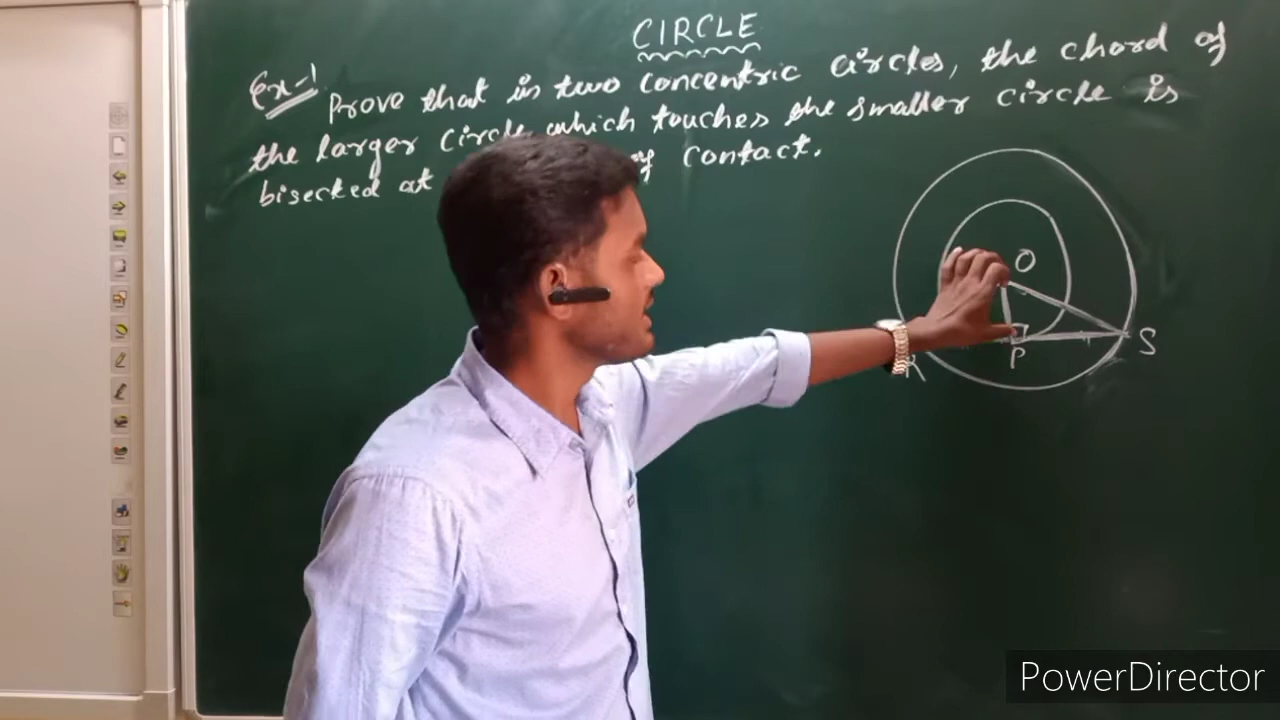 CIRCLE
Ex-1 Prove that in two concentric circles, the chord of
the larger circle which touches the smaller circle is
bisected at of contact.
O
P
S
R
PowerDirector